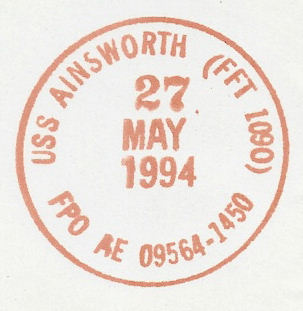 USS AINSWORTH (FFT 1090)
27
MAY
1994
FPO AE 09564-1450